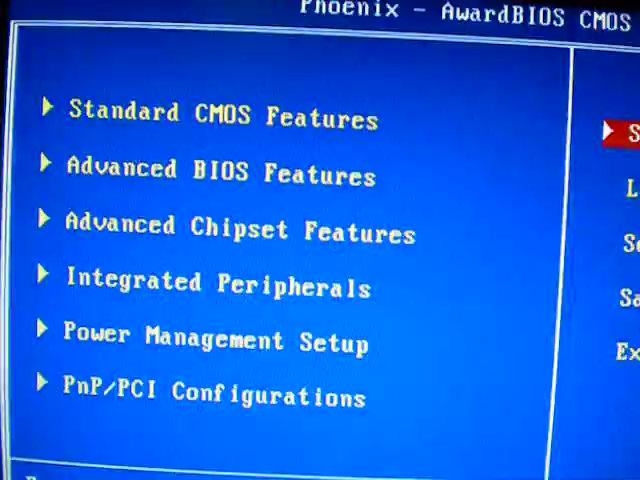 Phoenix - AwardBIOS CMOS
Standard CMOS Features
Advanced BIOS Features
Advanced Chipset Features
Integrated Peripherals
Power Management Setup
PnP/PCI Configurations